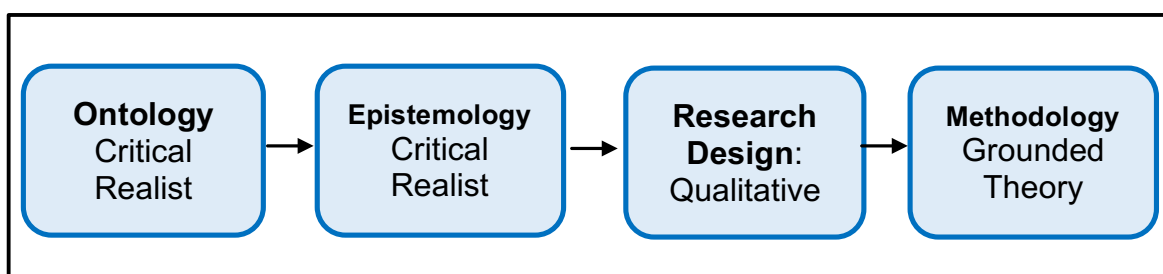 Ontology
Critical
Realist
Epistemology
Critical
Realist
Research
Design:
Qualitative
Methodology
Grounded
Theory